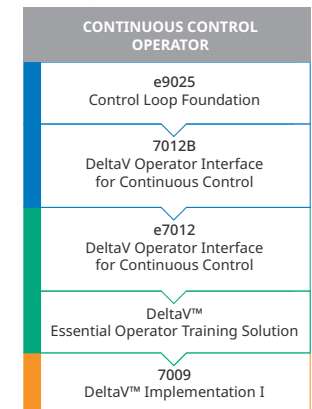 CONTINUOUS CONTROL
OPERATOR
e9025
Control Loop Foundation
7012B
DeltaV Operator Interface
for Continuous Control
e7012
DeltaV Operator Interface
for Continuous Control
DeltaV™
Essential Operator Training Solution
7009
DeltaV™ Implementation I